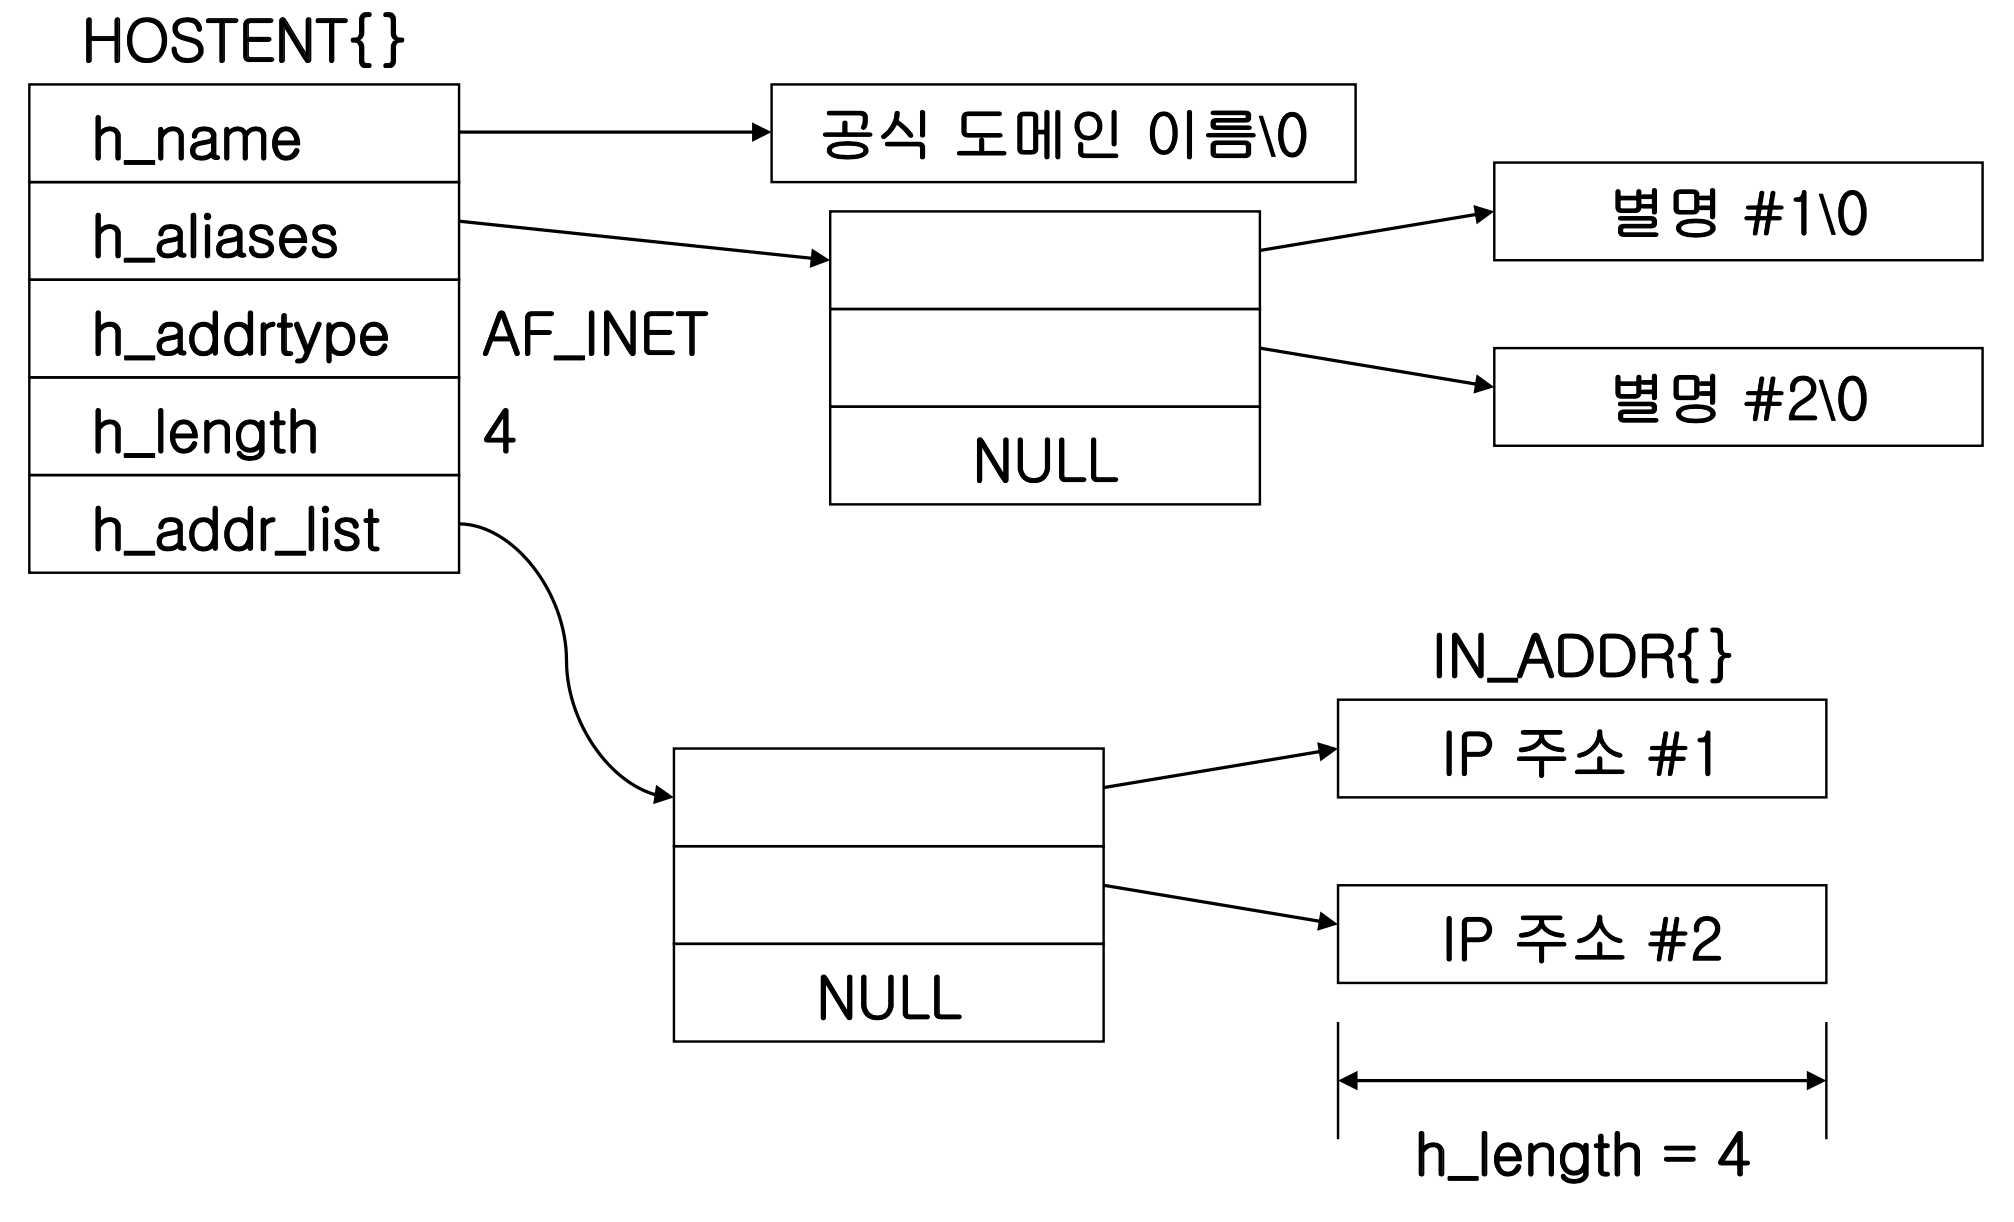 HOSTENT{}
h_name
공식 도메인 이름\0
h_aliases
별명 #1\0
h_addrtype
AF_INET
별명 #2\0
h_length
4
NULL
h_addr_list
IN_ADDR{}
IP 주소 #1
IP 주소 #2
NULL
h_length = 4